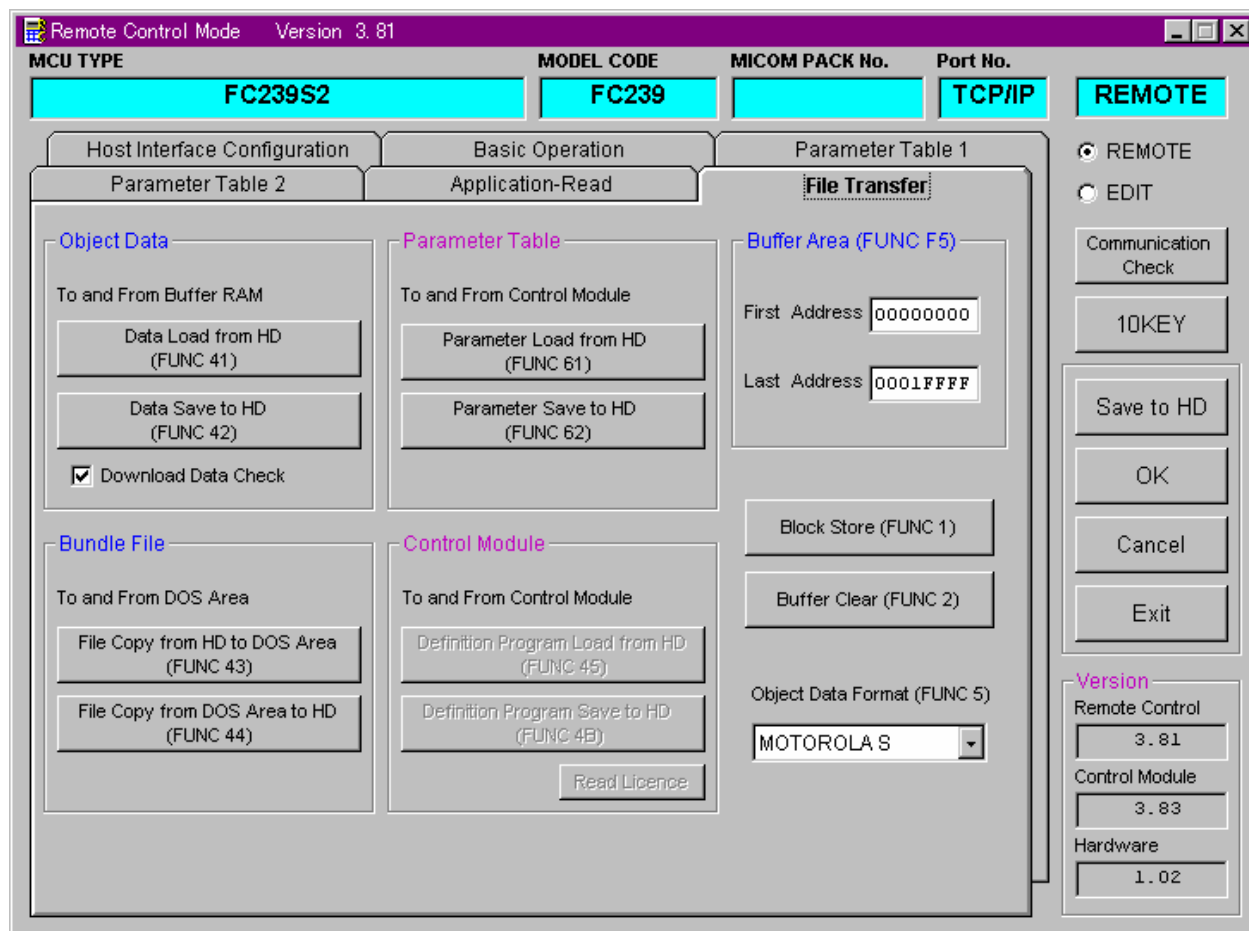 Remote Control Mode Version 3. 81
MCU TYPE MODEL CODE MICOM PACK No. Port No.
FC239S2 FC239 TCP/IP REMOTE
Host Interface Configuration Basic Operation Parameter Table 1
Parameter Table 2 Application-Read File Transfer
REMOTE
EDIT
Object Data
To and From Buffer RAM
Data Load from HD
(FUNC 41)
Data Save to HD
(FUNC 42)
Download Data Check
Parameter Table
To and From Control Module
Parameter Load from HD
(FUNC 61)
Parameter Save to HD
(FUNC 62)
Buffer Area (FUNC F5)
First Address 00000000
Last Address 0001FFFF
Bundle File
To and From DOS Area
File Copy from HD to DOS Area
(FUNC 43)
File Copy from DOS Area to HD
(FUNC 44)
Control Module
To and From Control Module
Definition Program Load from HD
(FUNC 45)
Definition Program Save to HD
(FUNC 4B)
Read Licence
Block Store (FUNC 1)
Buffer Clear (FUNC 2)
Object Data Format (FUNC 5)
MOTOROLA S
Communication
Check
10KEY
Save to HD
OK
Cancel
Exit
Version
Remote Control
3.81
Control Module
3.83
Hardware
1.02